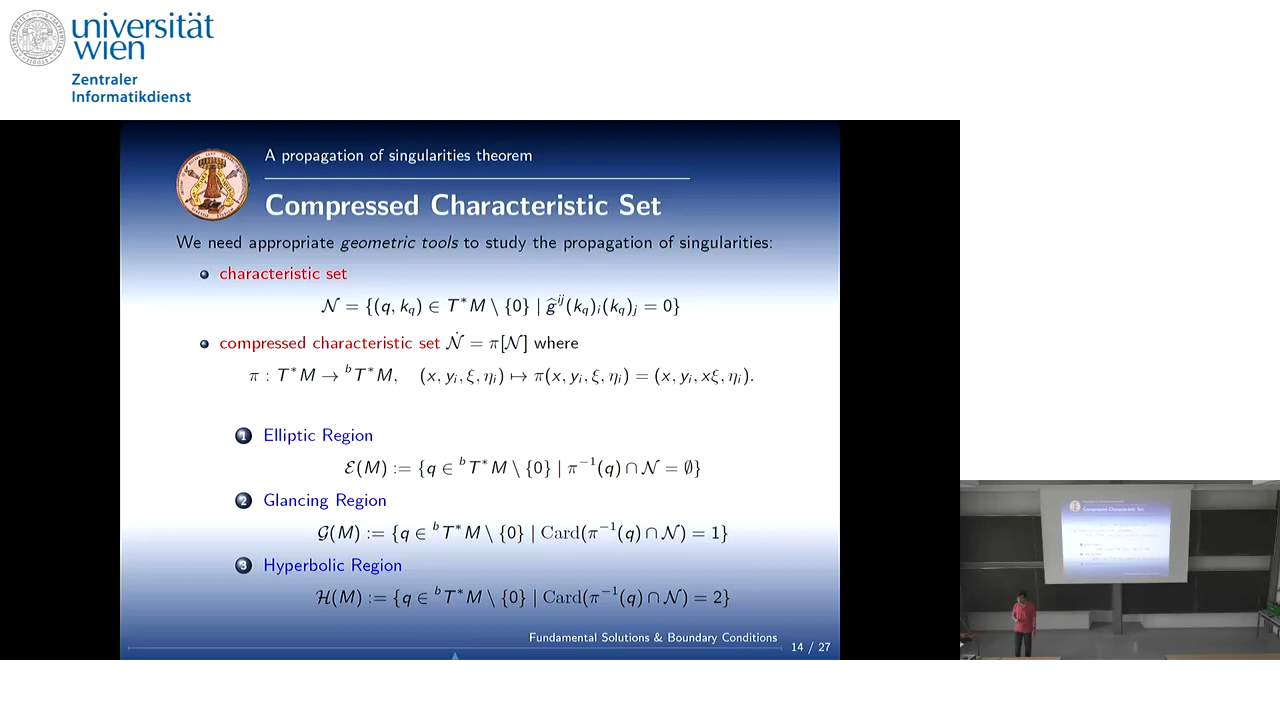 universität
wien
Zentraler
Informatikdienst
A propagation of singularities theorem
Compressed Characteristic Set
We need appropriate geometric tools to study the propagation of singularities:
characteristic set
𝒩 = {(q, k_q) ∈ T*M \ {0} | ĝ^{ij}(k_q)_i(k_q)_j = 0}
compressed characteristic set 𝒩̇ = π[𝒩] where
π : T*M → ᵇT*M, (x, y_i, ξ, η_i) ↦ π(x, y_i, ξ, η_i) = (x, y_i, xξ, η_i).
1 Elliptic Region
ℰ(M) := {q ∈ ᵇT*M \ {0} | π⁻¹(q) ∩ 𝒩 = ∅}
2 Glancing Region
𝒢(M) := {q ∈ ᵇT*M \ {0} | Card(π⁻¹(q) ∩ 𝒩) = 1}
3 Hyperbolic Region
ℋ(M) := {q ∈ ᵇT*M \ {0} | Card(π⁻¹(q) ∩ 𝒩) = 2}
Fundamental Solutions & Boundary Conditions
14 / 27
Compressed Characteristic Set